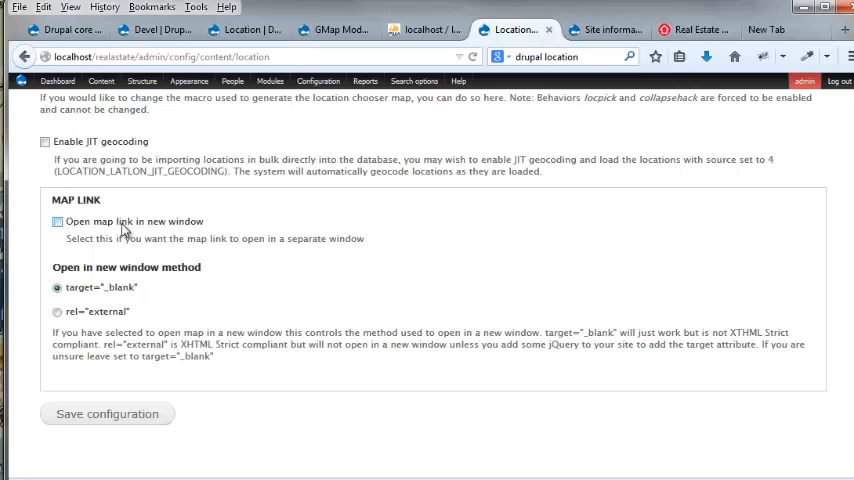 File Edit View History Bookmarks Tools Help
Drupal core ... Devel | Drup... Location | D... GMap Mod... localhost / l... Location... Site informa... Real Estate ... New Tab
localhost/realstate/admin/config/content/location drupal location
Dashboard Content Structure Appearance People Modules Configuration Reports Search options Help admin Log out
If you would like to change the macro used to generate the location chooser map, you can do so here. Note: Behaviors locpick and collapsehack are forced to be enabled
and cannot be changed.
Enable JIT geocoding
If you are going to be importing locations in bulk directly into the database, you may wish to enable JIT geocoding and load the locations with source set to 4
(LOCATION_LATLON_JIT_GEOCODING). The system will automatically geocode locations as they are loaded.
MAP LINK
Open map link in new window
Select this if you want the map link to open in a separate window
Open in new window method
target="_blank"
rel="external"
If you have selected to open map in a new window this controls the method used to open in a new window. target="_blank" will just work but is not XTHML Strict
compliant. rel="external" is XHTML Strict compliant but will not open in a new window unless you add some jQuery to your site to add the target attribute. If you are
unsure leave set to target="_blank"
Save configuration